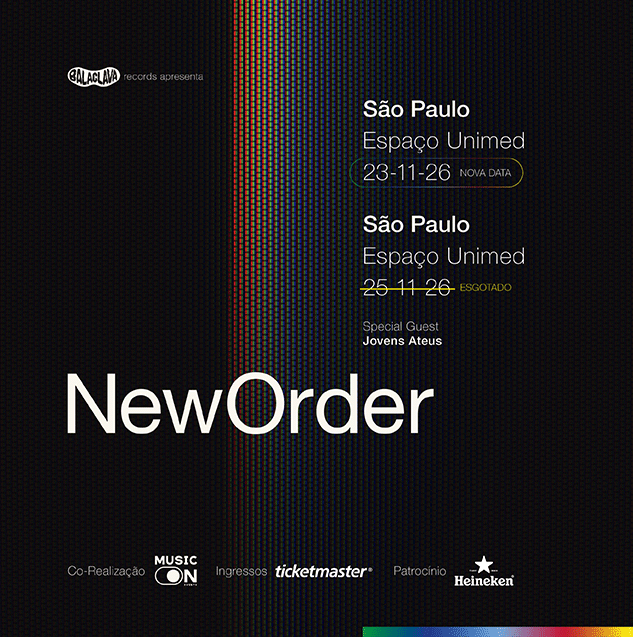 BALACLAVA records apresenta
São Paulo
Espaço Unimed
23-11-26 NOVA DATA
São Paulo
Espaço Unimed
25-11-26 ESGOTADO
Special Guest
Jovens Ateus
NewOrder
Co-Realização MUSIC ON Ingressos ticketmaster® Patrocínio Heineken